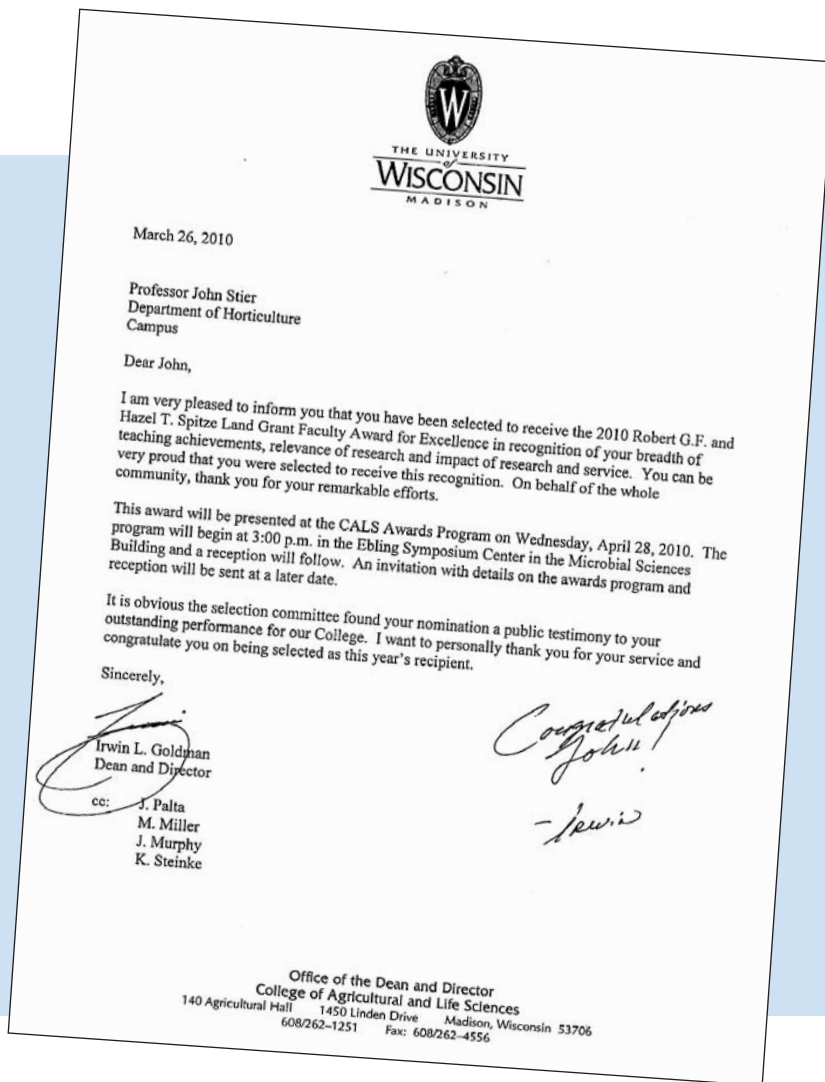 W
THE UNIVERSITY
of
WISCONSIN
MADISON
March 26, 2010
Professor John Stier
Department of Horticulture
Campus
Dear John,
I am very pleased to inform you that you have been selected to receive the 2010 Robert G.F. and
Hazel T. Spitze Land Grant Faculty Award for Excellence in recognition of your breadth of
teaching achievements, relevance of research and impact of research and service. You can be
very proud that you were selected to receive this recognition. On behalf of the whole
community, thank you for your remarkable efforts.
This award will be presented at the CALS Awards Program on Wednesday, April 28, 2010. The
program will begin at 3:00 p.m. in the Ebling Symposium Center in the Microbial Sciences
Building and a reception will follow. An invitation with details on the awards program and
reception will be sent at a later date.
It is obvious the selection committee found your nomination a public testimony to your
outstanding performance for our College. I want to personally thank you for your service and
congratulate you on being selected as this year's recipient.
Sincerely,
Irwin L. Goldman
Dean and Director
cc: J. Palta
M. Miller
J. Murphy
K. Steinke
Congratulations
John!
- Irwin
Office of the Dean and Director
College of Agricultural and Life Sciences
140 Agricultural Hall 1450 Linden Drive Madison, Wisconsin 53706
608/262-1251 Fax: 608/262-4556